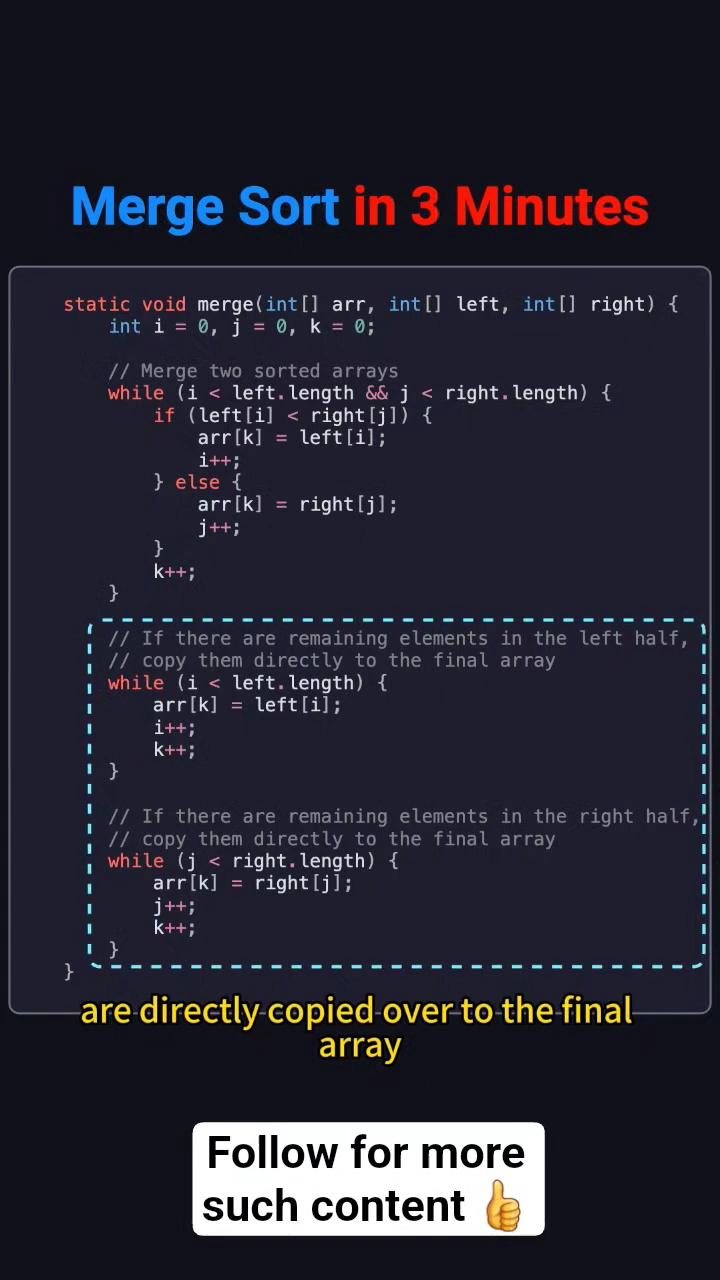 Merge Sort in 3 Minutes
static void merge(int[] arr, int[] left, int[] right) {
    int i = 0, j = 0, k = 0;

    // Merge two sorted arrays
    while (i < left.length && j < right.length) {
        if (left[i] < right[j]) {
            arr[k] = left[i];
            i++;
        } else {
            arr[k] = right[j];
            j++;
        }
        k++;
    }

    // If there are remaining elements in the left half,
    // copy them directly to the final array
    while (i < left.length) {
        arr[k] = left[i];
        i++;
        k++;
    }

    // If there are remaining elements in the right half,
    // copy them directly to the final array
    while (j < right.length) {
        arr[k] = right[j];
        j++;
        k++;
    }
}
are directly copied over to the final
array
Follow for more
such content 👍